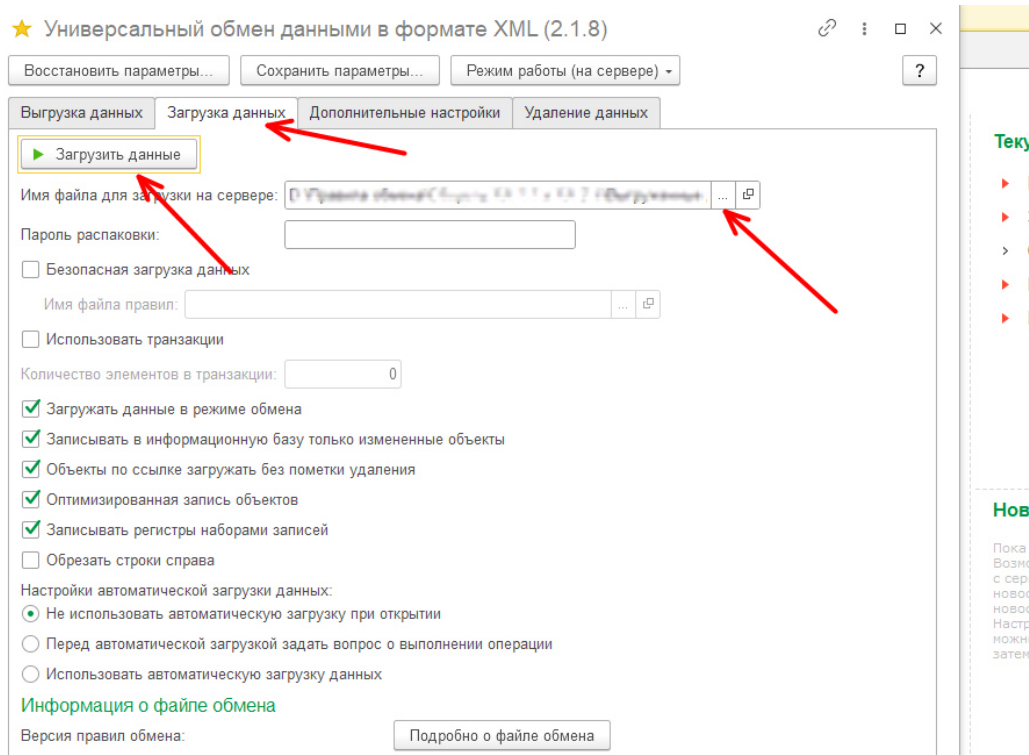 Универсальный обмен данными в формате XML (2.1.8)
Восстановить параметры... Сохранить параметры... Режим работы (на сервере) ?
Выгрузка данных Загрузка данных Дополнительные настройки Удаление данных
Загрузить данные
Имя файла для загрузки на сервере: ...
Пароль распаковки:
Безопасная загрузка данных
Имя файла правил: ...
Использовать транзакции
Количество элементов в транзакции: 0
Загружать данные в режиме обмена
Записывать в информационную базу только измененные объекты
Объекты по ссылке загружать без пометки удаления
Оптимизированная запись объектов
Записывать регистры наборами записей
Обрезать строки справа
Настройки автоматической загрузки данных:
Не использовать автоматическую загрузку при открытии
Перед автоматической загрузкой задать вопрос о выполнении операции
Использовать автоматическую загрузку данных
Информация о файле обмена
Версия правил обмена: Подробно о файле обмена
Теку
Нов
Пока
Возмо
с сер
новос
новос
Настр
можно
затем